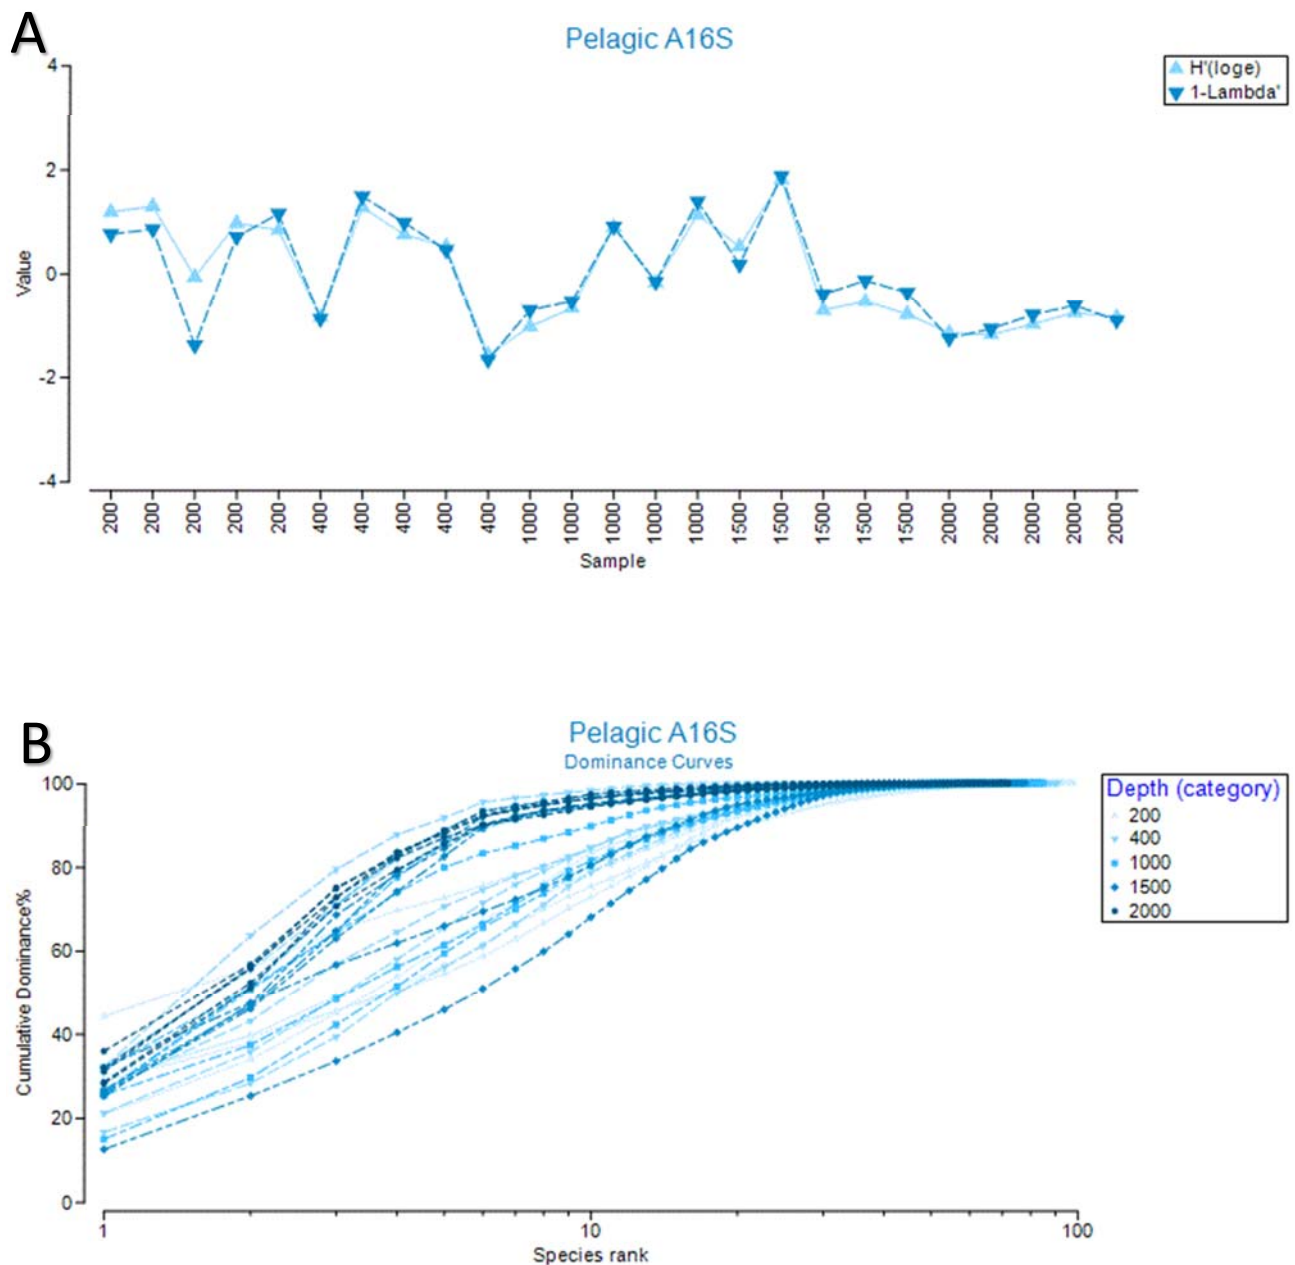 A
Pelagic A16S
H'(loge)
1-Lambda'
4
2
0
-2
-4
Value
200 200 200 200 200 400 400 400 400 400 1000 1000 1000 1000 1000 1500 1500 1500 1500 1500 2000 2000 2000 2000 2000
Sample
B
Pelagic A16S
Dominance Curves
100
80
60
40
20
0
Cumulative Dominance%
Depth (category)
200
400
1000
1500
2000
1 10 100
Species rank